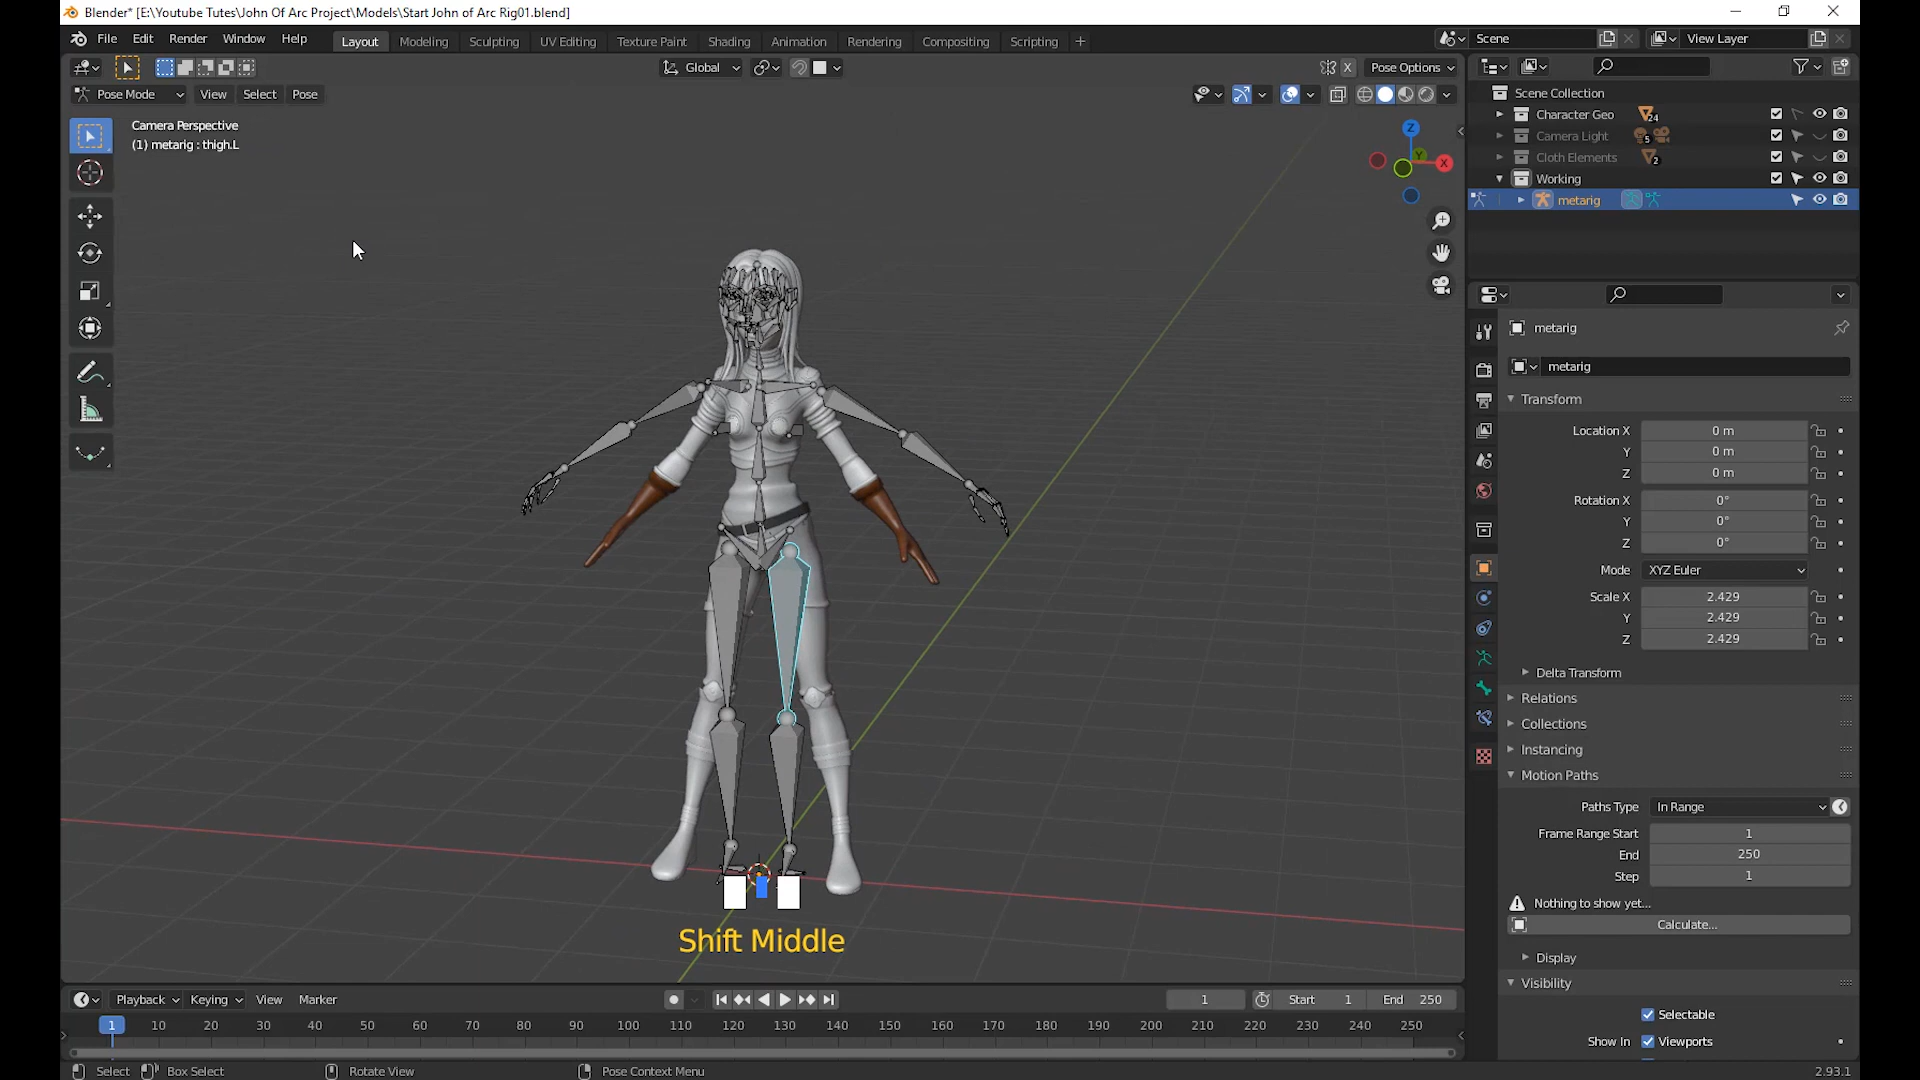 Blender* [E:\Youtube Tutes\John Of Arc Project\Models\Start John of Arc Rig01.blend]
File Edit Render Window Help Layout Modeling Sculpting UV Editing Texture Paint Shading Animation Rendering Compositing Scripting + Scene View Layer
Global X Pose Options
Pose Mode View Select Pose
Camera Perspective
(1) metarig : thigh.L
Z
Y
X
Scene Collection
Character Geo 24
Camera Light 5
Cloth Elements 2
Working
metarig
metarig
metarig
Transform
Location X 0 m
Y 0 m
Z 0 m
Rotation X 0°
Y 0°
Z 0°
Mode XYZ Euler
Scale X 2.429
Y 2.429
Z 2.429
Delta Transform
Relations
Collections
Instancing
Motion Paths
Paths Type In Range
Frame Range Start 1
End 250
Step 1
Nothing to show yet...
Calculate...
Display
Visibility
Selectable
Show In Viewports
Shift Middle
Playback Keying View Marker 1 Start 1 End 250
1 10 20 30 40 50 60 70 80 90 100 110 120 130 140 150 160 170 180 190 200 210 220 230 240 250
Select Box Select Rotate View Pose Context Menu 2.93.1